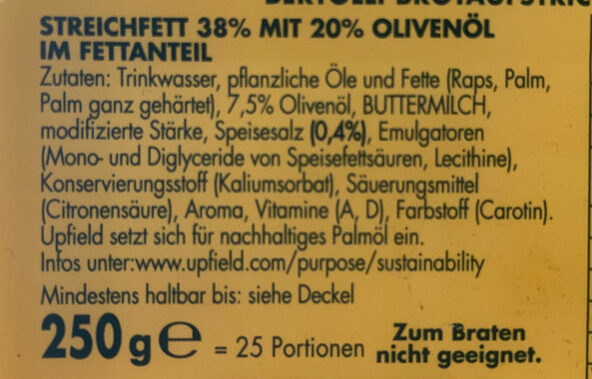 BERTOLLI BROTAUFSTRICH
STREICHFETT 38% MIT 20% OLIVENÖL
IM FETTANTEIL
Zutaten: Trinkwasser, pflanzliche Öle und Fette (Raps, Palm,
Palm ganz gehärtet), 7,5% Olivenöl, BUTTERMILCH,
modifizierte Stärke, Speisesalz (0,4%), Emulgatoren
(Mono- und Diglyceride von Speisefettsäuren, Lecithine),
Konservierungsstoff (Kaliumsorbat), Säuerungsmittel
(Citronensäure), Aroma, Vitamine (A, D), Farbstoff (Carotin).
Upfield setzt sich für nachhaltiges Palmöl ein.
Infos unter:www.upfield.com/purpose/sustainability
Mindestens haltbar bis: siehe Deckel
250g℮ = 25 Portionen Zum Braten
nicht geeignet.